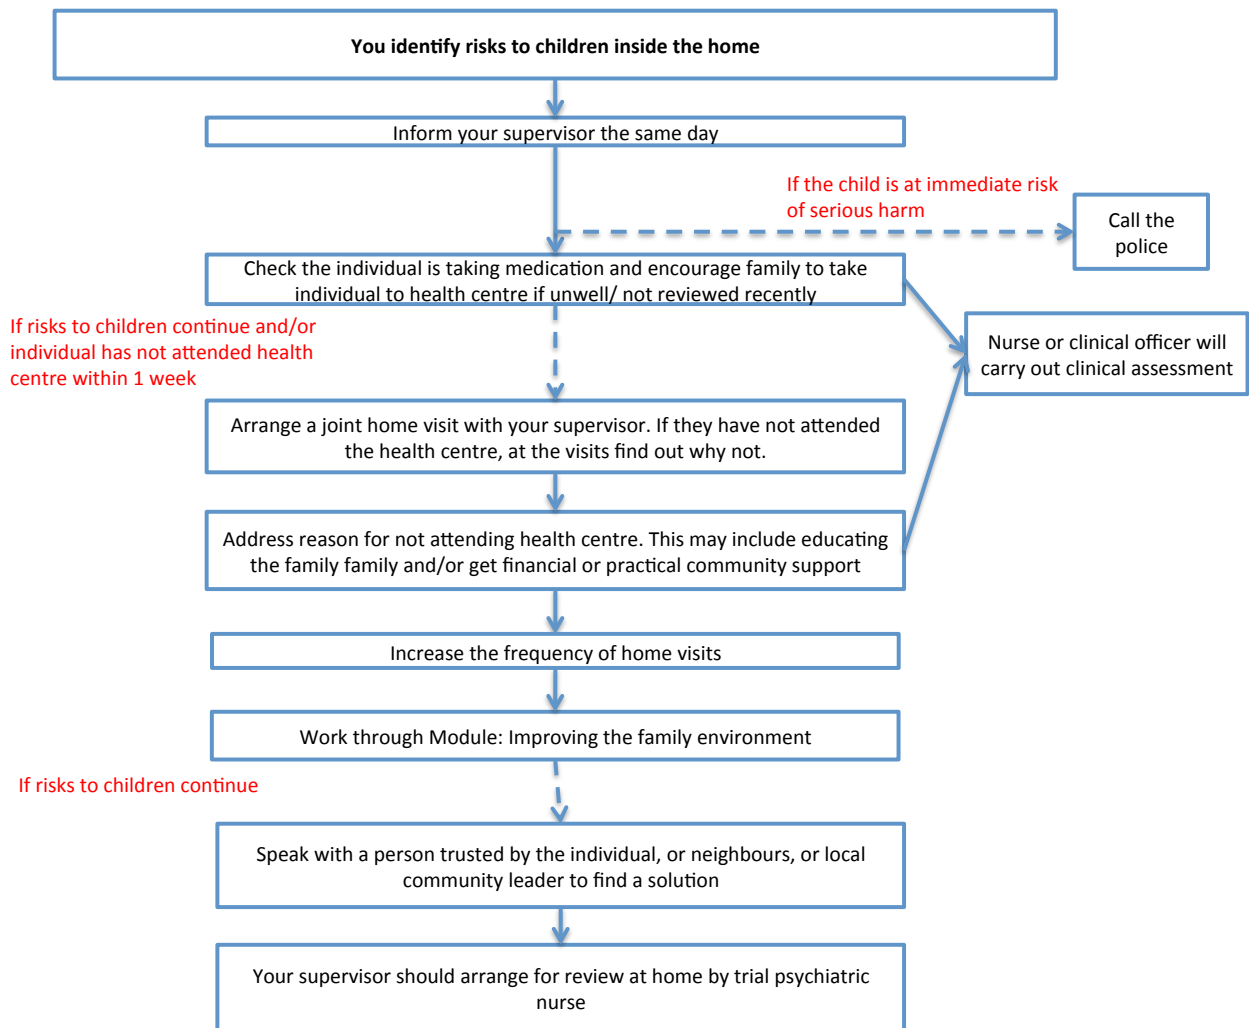 You identify risks to children inside the home
Inform your supervisor the same day
If the child is at immediate risk
of serious harm
Call the
police
Check the individual is taking medication and encourage family to take
individual to health centre if unwell/ not reviewed recently
If risks to children continue and/or
individual has not attended health
centre within 1 week
Nurse or clinical officer will
carry out clinical assessment
Arrange a joint home visit with your supervisor. If they have not attended
the health centre, at the visits find out why not.
Address reason for not attending health centre. This may include educating
the family family and/or get financial or practical community support
Increase the frequency of home visits
Work through Module: Improving the family environment
If risks to children continue
Speak with a person trusted by the individual, or neighbours, or local
community leader to find a solution
Your supervisor should arrange for review at home by trial psychiatric
nurse